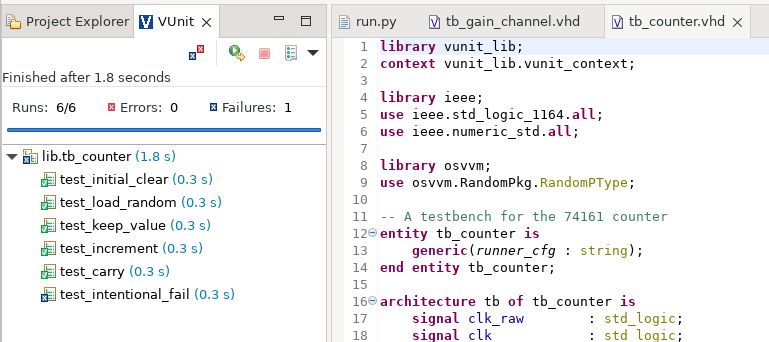 Project Explorer VUnit
Finished after 1.8 seconds
Runs: 6/6 Errors: 0 Failures: 1
lib.tb_counter (1.8 s)
test_initial_clear (0.3 s)
test_load_random (0.3 s)
test_keep_value (0.3 s)
test_increment (0.3 s)
test_carry (0.3 s)
test_intentional_fail (0.3 s)
run.py tb_gain_channel.vhd tb_counter.vhd
1 library vunit_lib;
2 context vunit_lib.vunit_context;
3
4 library ieee;
5 use ieee.std_logic_1164.all;
6 use ieee.numeric_std.all;
7
8 library osvvm;
9 use osvvm.RandomPkg.RandomPType;
10
11 -- A testbench for the 74161 counter
12 entity tb_counter is
13 generic(runner_cfg : string);
14 end entity tb_counter;
15
16 architecture tb of tb_counter is
17 signal clk_raw : std_logic;
18 signal clk : std_logic;